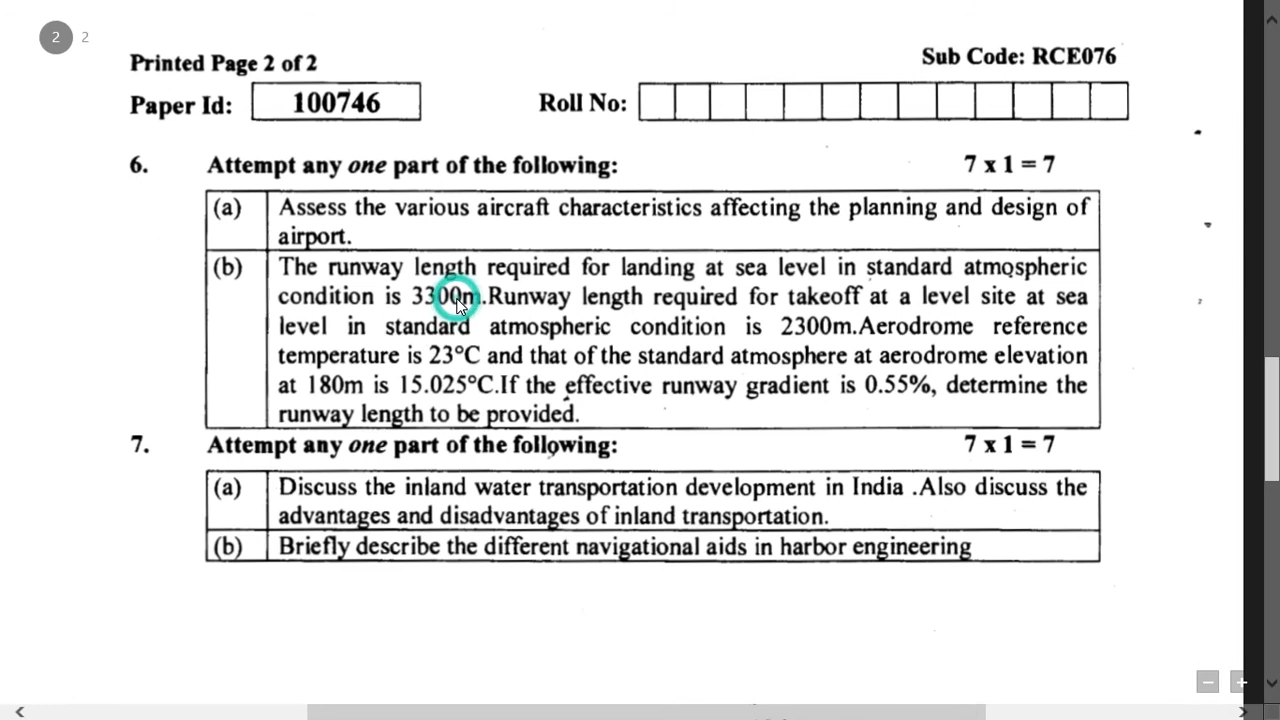 2 2
Printed Page 2 of 2
Sub Code: RCE076
Paper Id: 100746
Roll No:
6. Attempt any one part of the following: 7 x 1 = 7
(a) Assess the various aircraft characteristics affecting the planning and design of
airport.
(b) The runway length required for landing at sea level in standard atmospheric
condition is 3300m.Runway length required for takeoff at a level site at sea
level in standard atmospheric condition is 2300m.Aerodrome reference
temperature is 23°C and that of the standard atmosphere at aerodrome elevation
at 180m is 15.025°C.If the effective runway gradient is 0.55%, determine the
runway length to be provided.
7. Attempt any one part of the following: 7 x 1 = 7
(a) Discuss the inland water transportation development in India .Also discuss the
advantages and disadvantages of inland transportation.
(b) Briefly describe the different navigational aids in harbor engineering